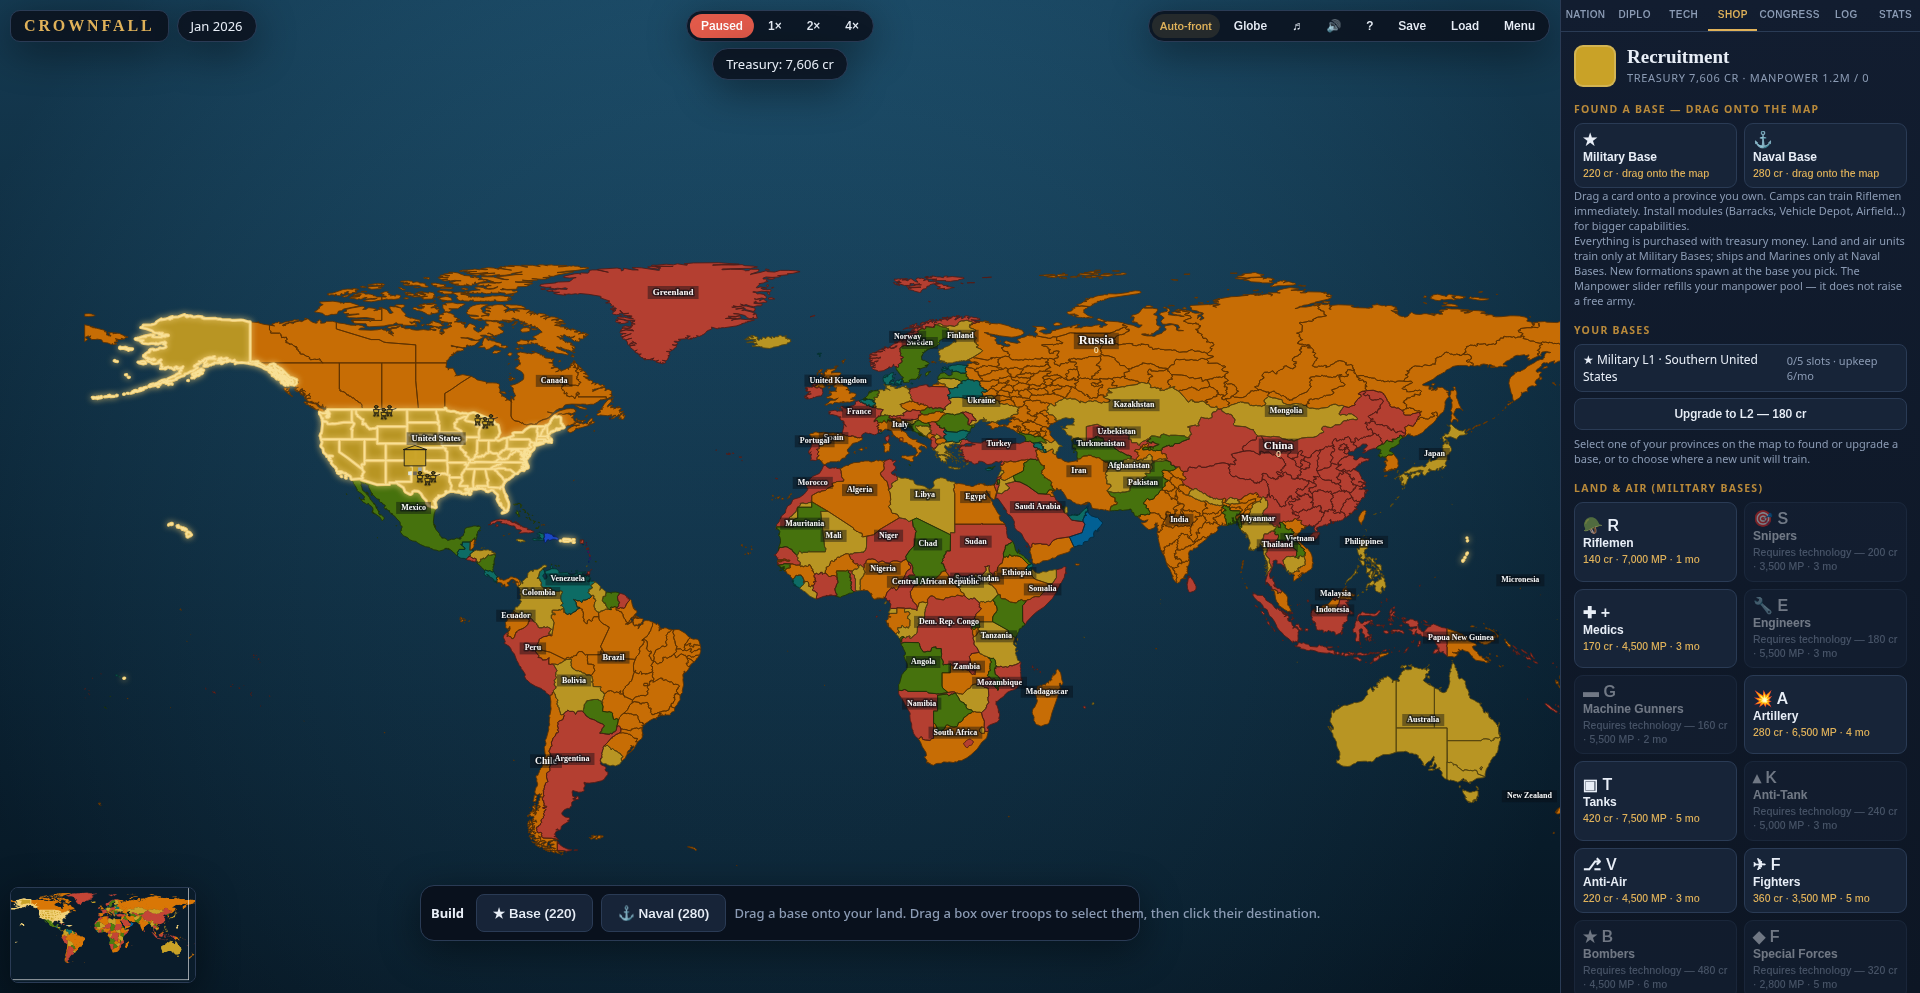 CROWNFALL
Jan 2026
Paused 1× 2× 4×
Treasury: 7,606 cr
Auto-front Globe ♬ 🔊 ? Save Load Menu
NATION DIPLO TECH SHOP CONGRESS LOG STATS
Recruitment
TREASURY 7,606 CR · MANPOWER 1.2M / 0
FOUND A BASE — DRAG ONTO THE MAP
★
Military Base
220 cr · drag onto the map
⚓
Naval Base
280 cr · drag onto the map
Drag a card onto a province you own. Camps can train Riflemen
immediately. Install modules (Barracks, Vehicle Depot, Airfield…)
for bigger capabilities.
Everything is purchased with treasury money. Land and air units
train only at Military Bases; ships and Marines only at Naval
Bases. New formations spawn at the base you pick. The
Manpower slider refills your manpower pool — it does not raise
a free army.
YOUR BASES
★ Military L1 · Southern United
States
0/5 slots · upkeep
6/mo
Upgrade to L2 — 180 cr
Select one of your provinces on the map to found or upgrade a
base, or to choose where a new unit will train.
LAND & AIR (MILITARY BASES)
🪖 R
Riflemen
140 cr · 7,000 MP · 1 mo
🎯 S
Snipers
Requires technology — 200 cr
· 3,500 MP · 3 mo
✚ +
Medics
170 cr · 4,500 MP · 3 mo
🔧 E
Engineers
Requires technology — 180 cr
· 5,500 MP · 3 mo
▬ G
Machine Gunners
Requires technology — 160 cr
· 5,500 MP · 2 mo
💥 A
Artillery
280 cr · 6,500 MP · 4 mo
▣ T
Tanks
420 cr · 7,500 MP · 5 mo
▴ K
Anti-Tank
Requires technology — 240 cr
· 5,000 MP · 3 mo
⎇ V
Anti-Air
220 cr · 4,500 MP · 3 mo
✈ F
Fighters
360 cr · 3,500 MP · 5 mo
★ B
Bombers
Requires technology — 480 cr
· 4,500 MP · 6 mo
◆ F
Special Forces
Requires technology — 320 cr
· 2,800 MP · 5 mo
Greenland
Norway
Sweden
Finland
Russia
0
Canada
United Kingdom
Ukraine
Kazakhstan
Mongolia
France
Italy
Portugal
United States
Turkey
Uzbekistan
Turkmenistan
China
0
Japan
Iran
Afghanistan
Pakistan
Morocco
Algeria
Libya
Egypt
Saudi Arabia
Mexico
Mauritania
Mali
Niger
Chad
Sudan
India
Myanmar
Vietnam
Thailand
Philippines
Venezuela
Nigeria
Central African Republic
South Sudan
Ethiopia
Somalia
Micronesia
Colombia
Malaysia
Indonesia
Ecuador
Dem. Rep. Congo
Tanzania
Papua New Guinea
Peru
Brazil
Angola
Zambia
Bolivia
Mozambique
Madagascar
Namibia
Australia
South Africa
Chile
Argentina
New Zealand
Build ★ Base (220) ⚓ Naval (280) Drag a base onto your land. Drag a box over troops to select them, then click their destination.